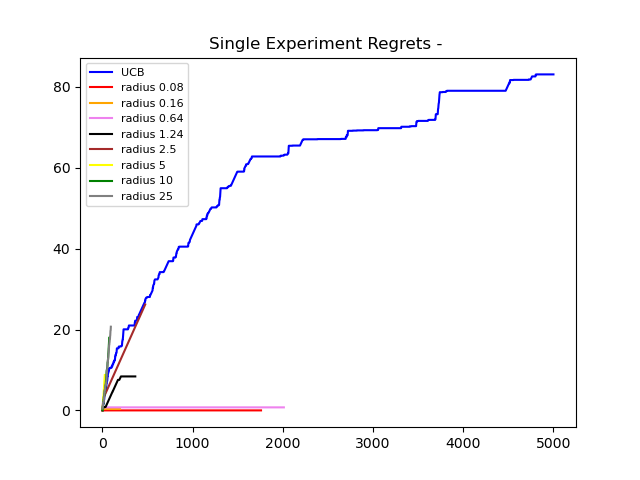 Single Experiment Regrets -
UCB
radius 0.08
radius 0.16
radius 0.64
radius 1.24
radius 2.5
radius 5
radius 10
radius 25
80
60
40
20
0
0 1000 2000 3000 4000 5000